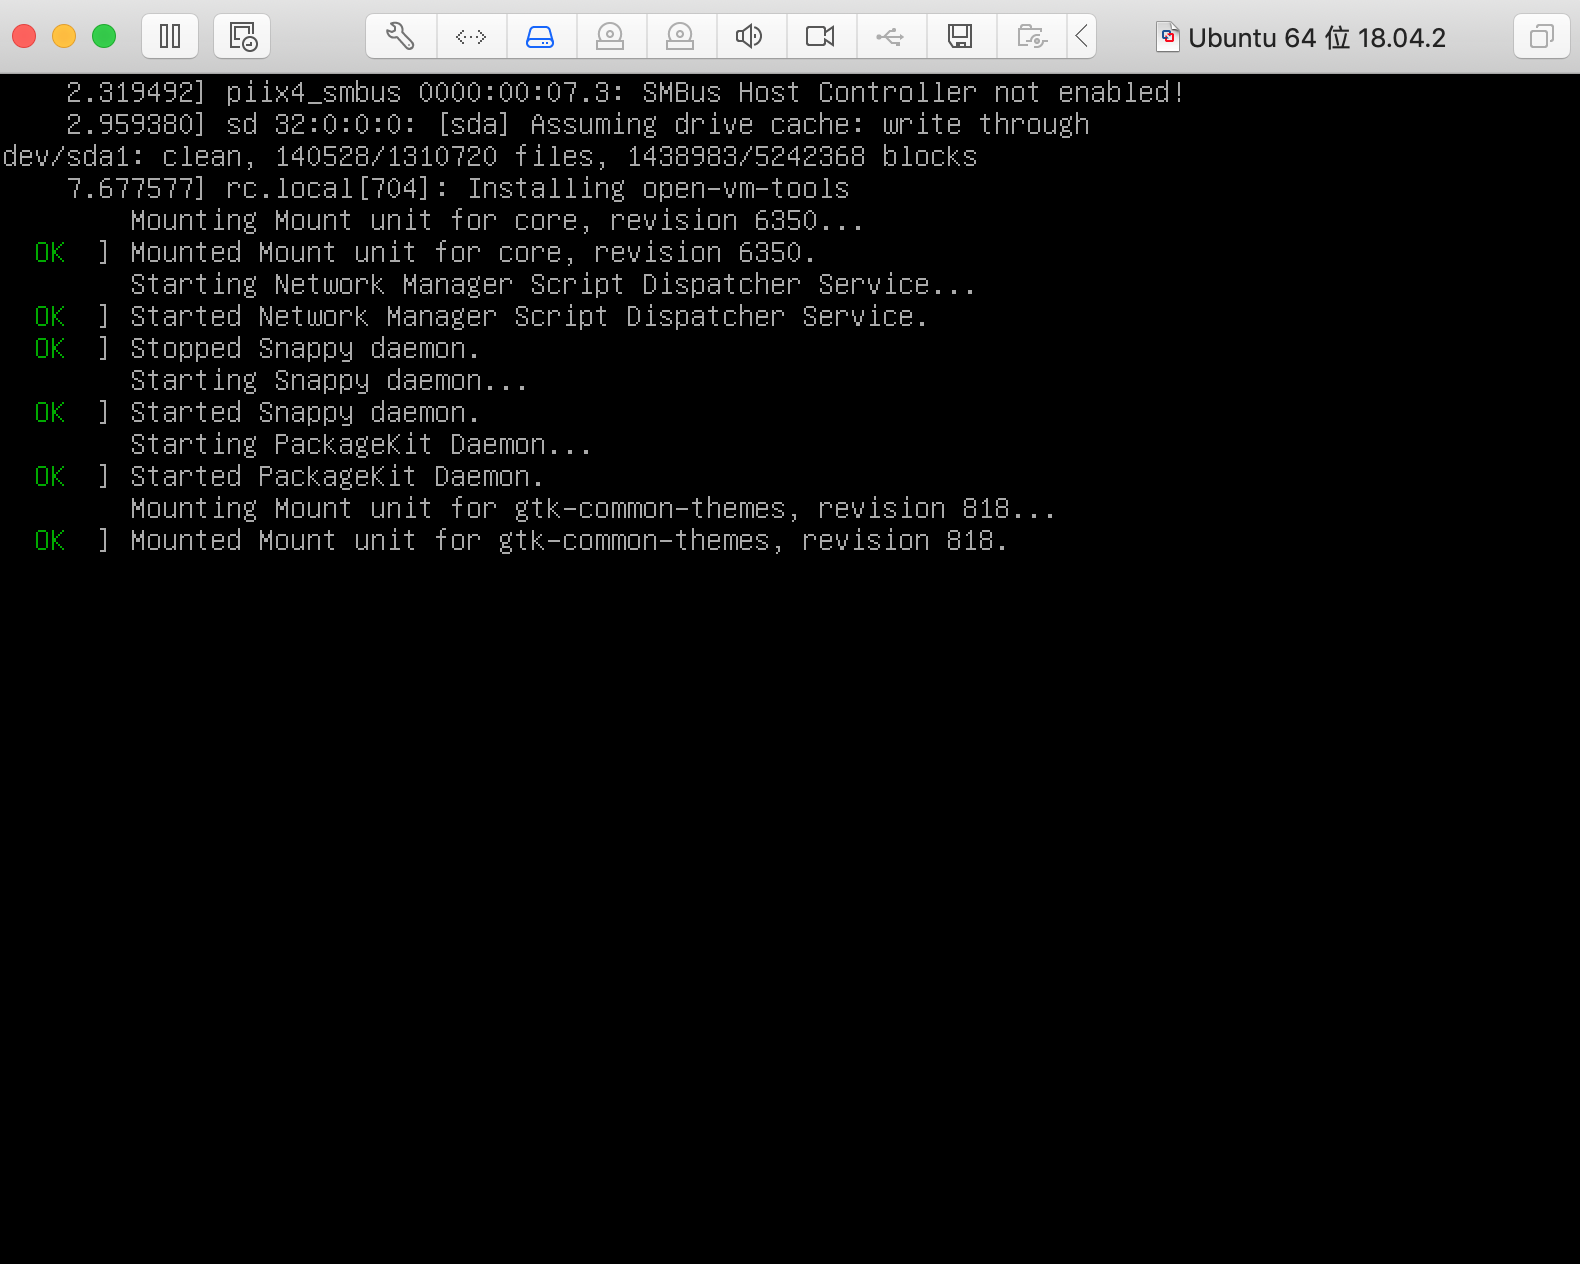 Ubuntu 64 位 18.04.2
2.319492] piix4_smbus 0000:00:07.3: SMBus Host Controller not enabled!
2.959380] sd 32:0:0:0: [sda] Assuming drive cache: write through
dev/sda1: clean, 140528/1310720 files, 1438983/5242368 blocks
7.677577] rc.local[704]: Installing open-vm-tools
Mounting Mount unit for core, revision 6350...
OK ] Mounted Mount unit for core, revision 6350.
Starting Network Manager Script Dispatcher Service...
OK ] Started Network Manager Script Dispatcher Service.
OK ] Stopped Snappy daemon.
Starting Snappy daemon...
OK ] Started Snappy daemon.
Starting PackageKit Daemon...
OK ] Started PackageKit Daemon.
Mounting Mount unit for gtk-common-themes, revision 818...
OK ] Mounted Mount unit for gtk-common-themes, revision 818.